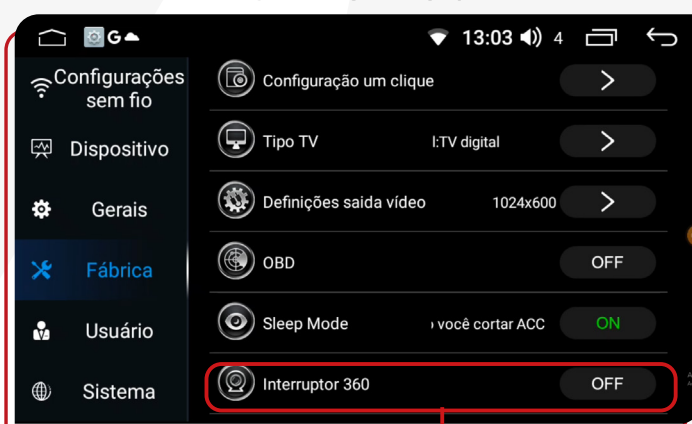 G
13:03
4
Configurações
sem fio
Dispositivo
Gerais
Fábrica
Usuário
Sistema
Configuração um clique
Tipo TV
l:TV digital
Definições saida vídeo
1024x600
OBD
OFF
Sleep Mode
você cortar ACC
ON
Interruptor 360
OFF